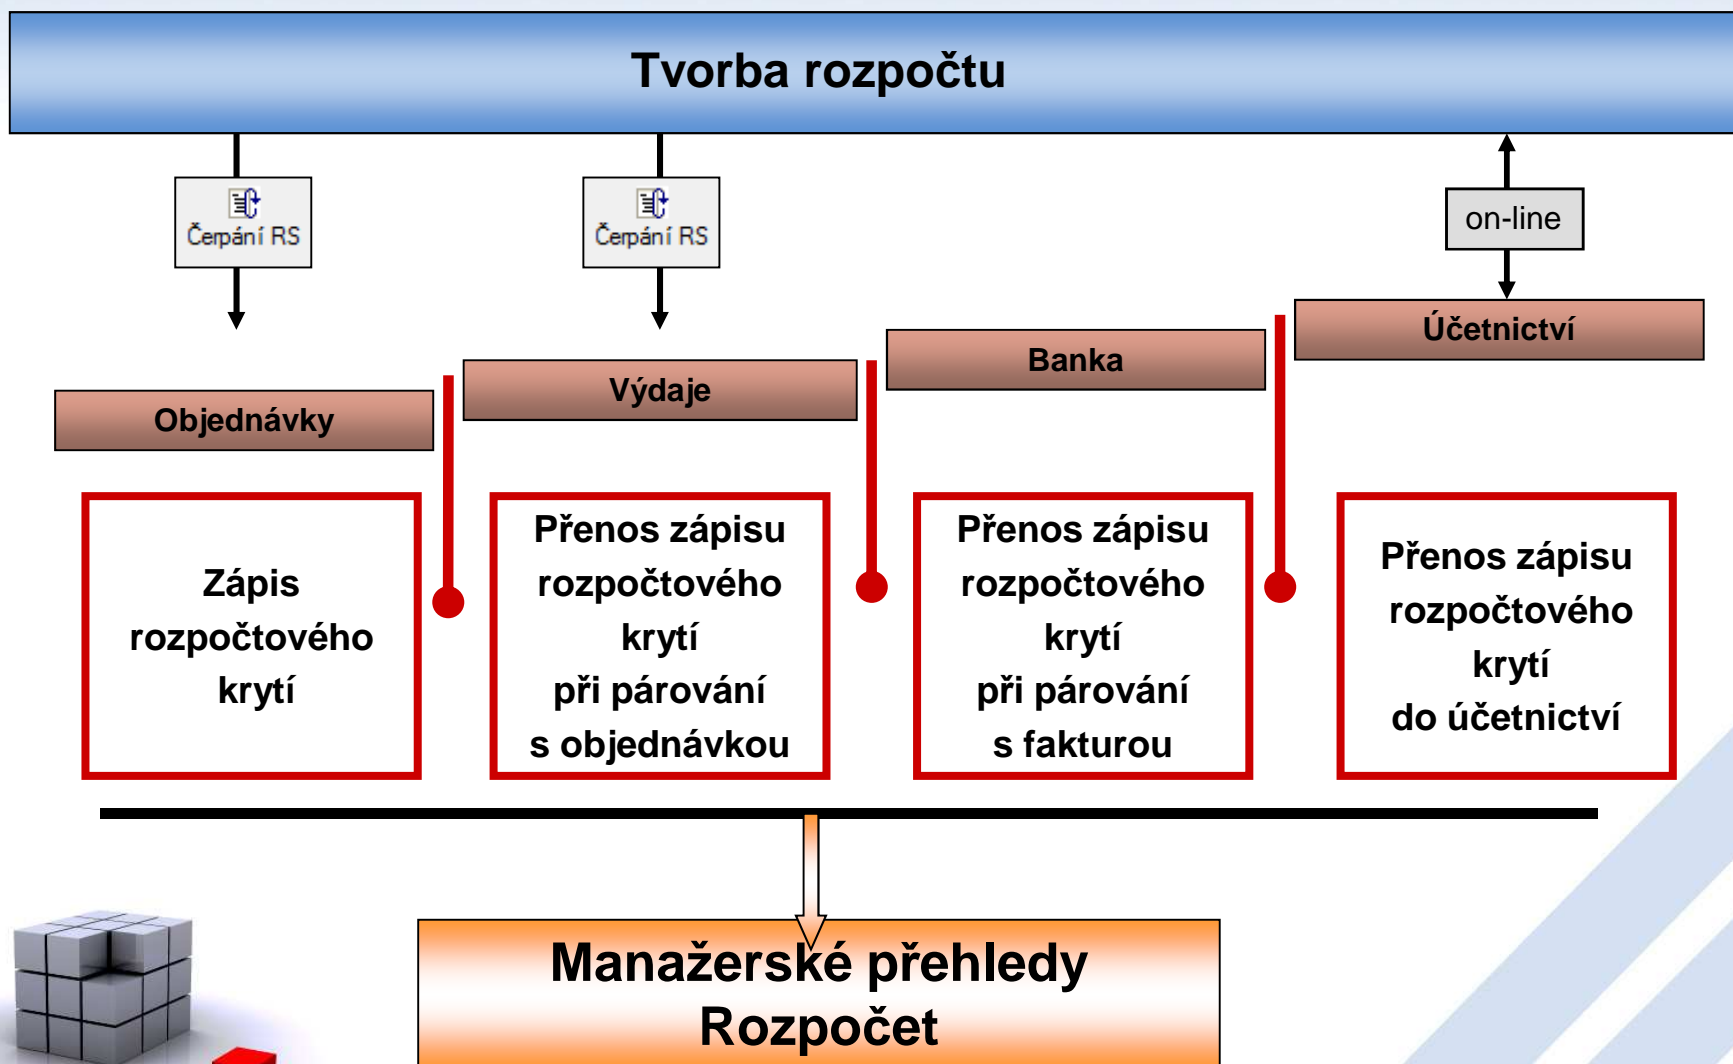 Tvorba rozpočtu
Čerpání RS
Čerpání RS
on-line
Objednávky
Výdaje
Banka
Účetnictví
Zápis
rozpočtového
krytí
Přenos zápisu
rozpočtového
krytí
při párování
s objednávkou
Přenos zápisu
rozpočtového
krytí
při párování
s fakturou
Přenos zápisu
rozpočtového
krytí
do účetnictví
Manažerské přehledy
Rozpočet